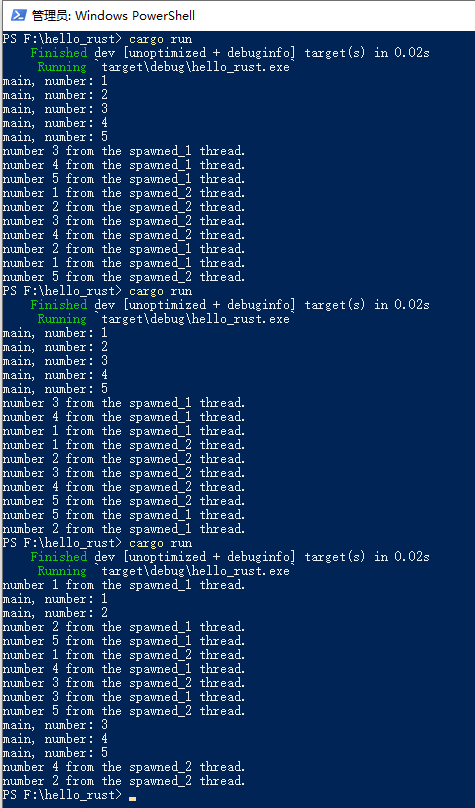 管理员: Windows PowerShell
PS F:\hello_rust> cargo run
    Finished dev [unoptimized + debuginfo] target(s) in 0.02s
     Running `target\debug\hello_rust.exe`
main, number: 1
main, number: 2
main, number: 3
main, number: 4
main, number: 5
number 3 from the spawned_1 thread.
number 4 from the spawned_1 thread.
number 5 from the spawned_1 thread.
number 1 from the spawned_2 thread.
number 2 from the spawned_2 thread.
number 3 from the spawned_2 thread.
number 4 from the spawned_2 thread.
number 2 from the spawned_1 thread.
number 1 from the spawned_1 thread.
number 5 from the spawned_2 thread.
PS F:\hello_rust> cargo run
    Finished dev [unoptimized + debuginfo] target(s) in 0.02s
     Running `target\debug\hello_rust.exe`
main, number: 1
main, number: 2
main, number: 3
main, number: 4
main, number: 5
number 3 from the spawned_1 thread.
number 4 from the spawned_1 thread.
number 1 from the spawned_1 thread.
number 1 from the spawned_2 thread.
number 2 from the spawned_2 thread.
number 3 from the spawned_2 thread.
number 4 from the spawned_2 thread.
number 5 from the spawned_2 thread.
number 5 from the spawned_1 thread.
number 2 from the spawned_1 thread.
PS F:\hello_rust> cargo run
    Finished dev [unoptimized + debuginfo] target(s) in 0.02s
     Running `target\debug\hello_rust.exe`
number 1 from the spawned_1 thread.
main, number: 1
main, number: 2
number 2 from the spawned_1 thread.
number 5 from the spawned_1 thread.
number 1 from the spawned_2 thread.
number 4 from the spawned_1 thread.
number 3 from the spawned_2 thread.
number 3 from the spawned_1 thread.
number 5 from the spawned_2 thread.
main, number: 3
main, number: 4
main, number: 5
number 4 from the spawned_2 thread.
number 2 from the spawned_2 thread.
PS F:\hello_rust>